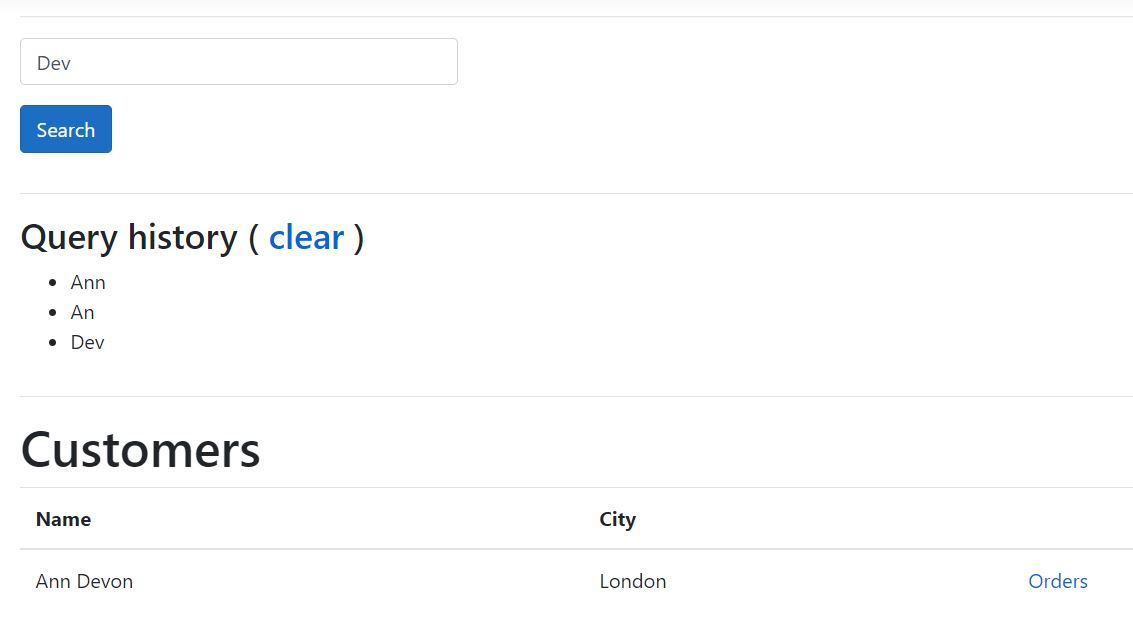 Dev
Search
Query history ( clear )
Ann
An
Dev
Customers
Name City
Ann Devon London Orders